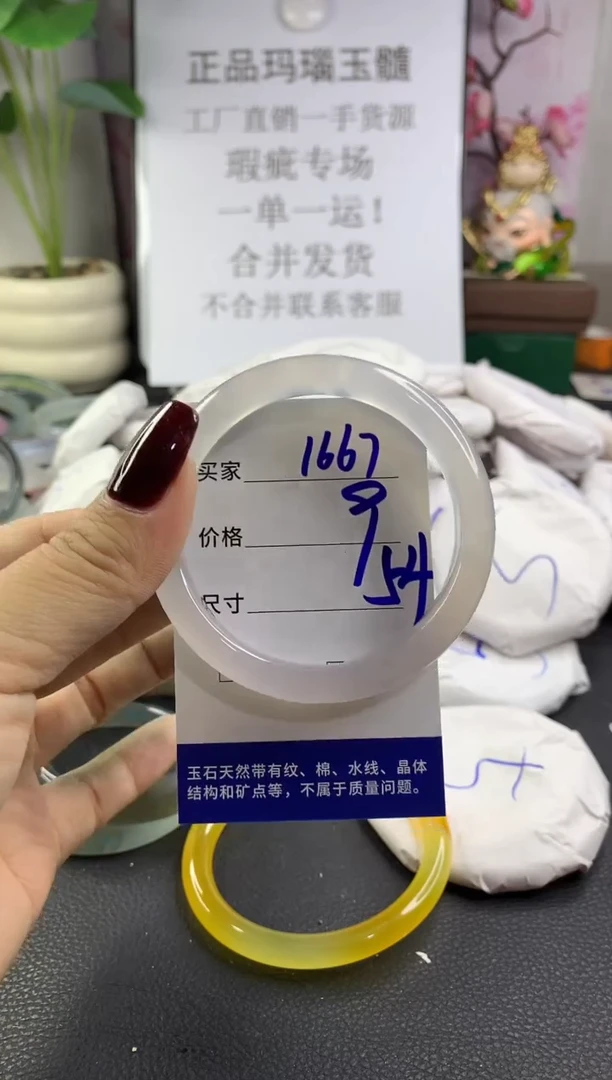 正品玛瑙玉髓
工厂直销一手货源
瑕疵专场
一单一运!
合并发货
不合并联系客服
买家 1667
价格
尺寸 54
玉石天然带有纹、棉、水线、晶体
结构和矿点等，不属于质量问题。